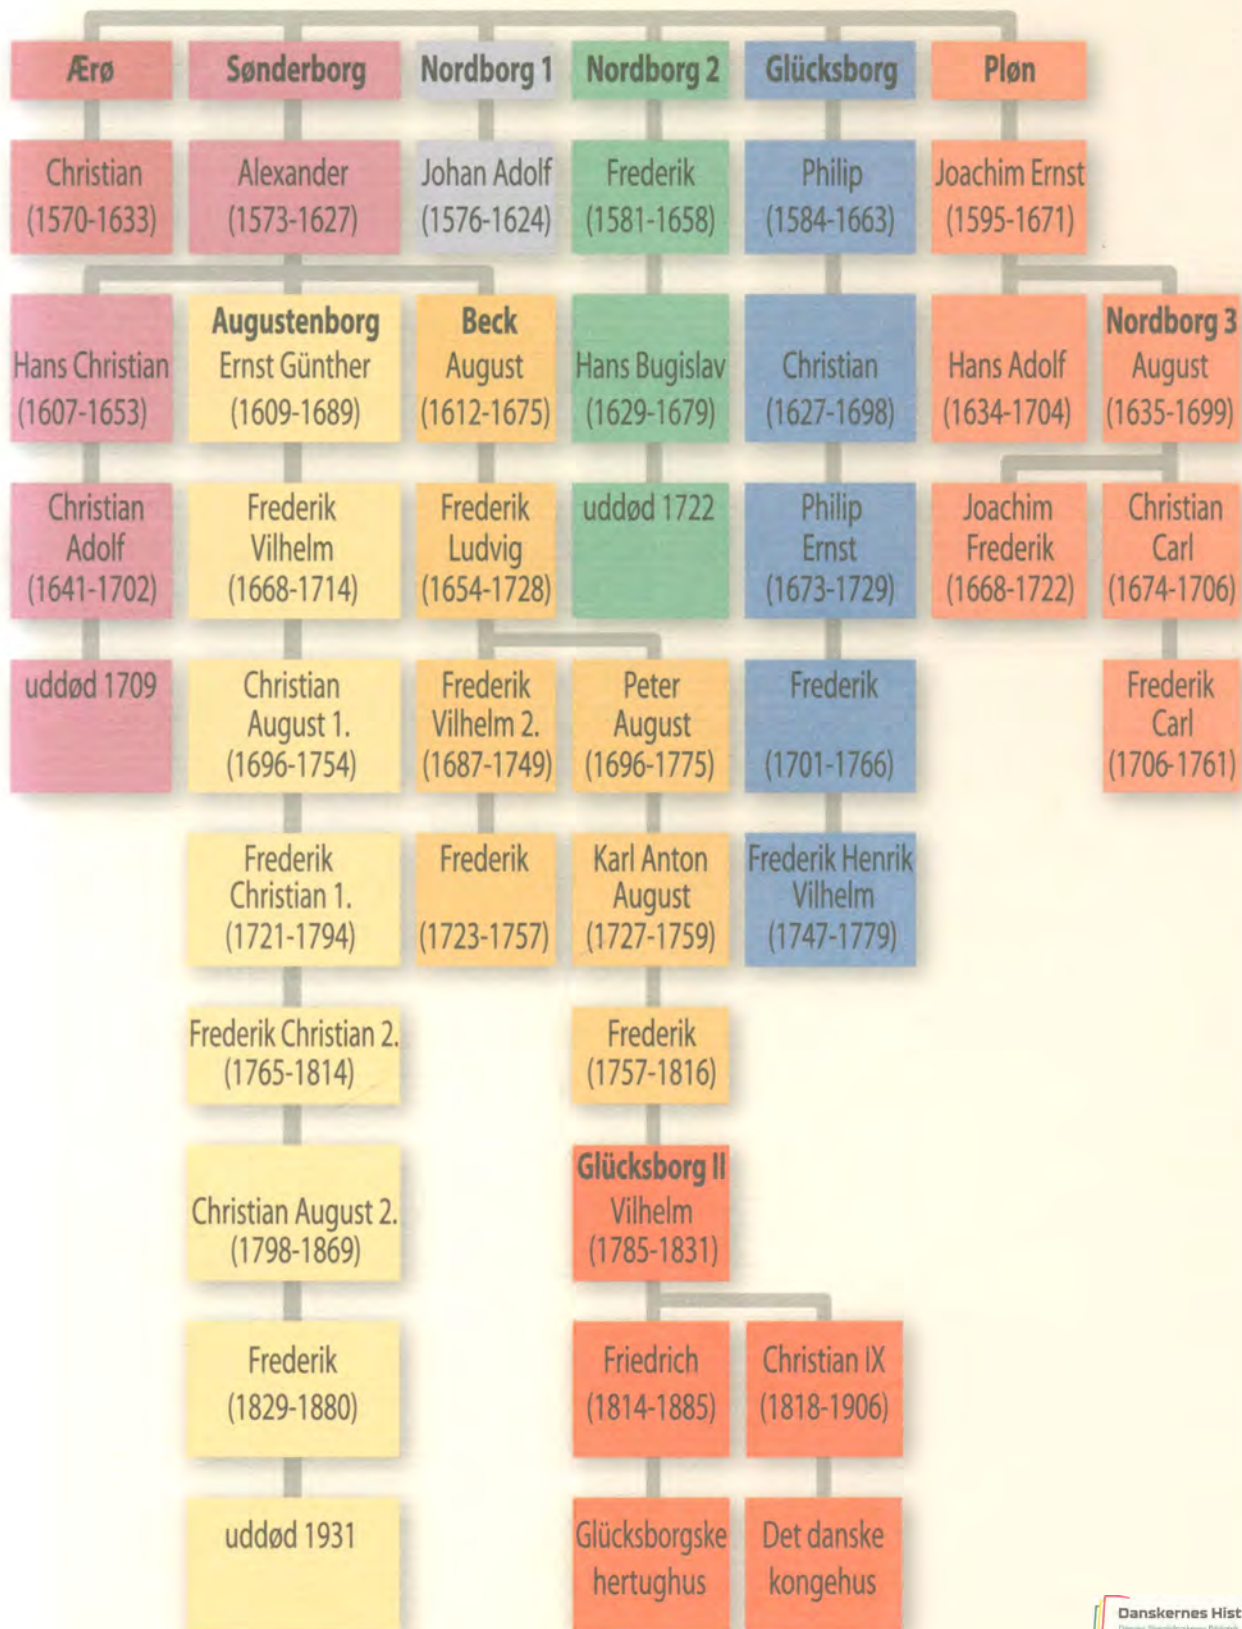 Ærø
Sønderborg
Nordborg 1
Nordborg 2
Glücksborg
Pløn
Christian
(1570-1633)
Alexander
(1573-1627)
Johan Adolf
(1576-1624)
Frederik
(1581-1658)
Philip
(1584-1663)
Joachim Ernst
(1595-1671)
Hans Christian
(1607-1653)
Augustenborg
Ernst Günther
(1609-1689)
Beck
August
(1612-1675)
Hans Bugislav
(1629-1679)
Christian
(1627-1698)
Hans Adolf
(1634-1704)
Nordborg 3
August
(1635-1699)
Christian
Adolf
(1641-1702)
Frederik
Vilhelm
(1668-1714)
Frederik
Ludvig
(1654-1728)
uddød 1722
Philip
Ernst
(1673-1729)
Joachim
Frederik
(1668-1722)
Christian
Carl
(1674-1706)
uddød 1709
Christian
August 1.
(1696-1754)
Frederik
Vilhelm 2.
(1687-1749)
Peter
August
(1696-1775)
Frederik
(1701-1766)
Frederik
Carl
(1706-1761)
Frederik
Christian 1.
(1721-1794)
Frederik
(1723-1757)
Karl Anton
August
(1727-1759)
Frederik Henrik
Vilhelm
(1747-1779)
Frederik Christian 2.
(1765-1814)
Frederik
(1757-1816)
Christian August 2.
(1798-1869)
Glücksborg II
Vilhelm
(1785-1831)
Frederik
(1829-1880)
Friedrich
(1814-1885)
Christian IX
(1818-1906)
uddød 1931
Glücksborgske
hertughus
Det danske
kongehus
Danskernes Hist